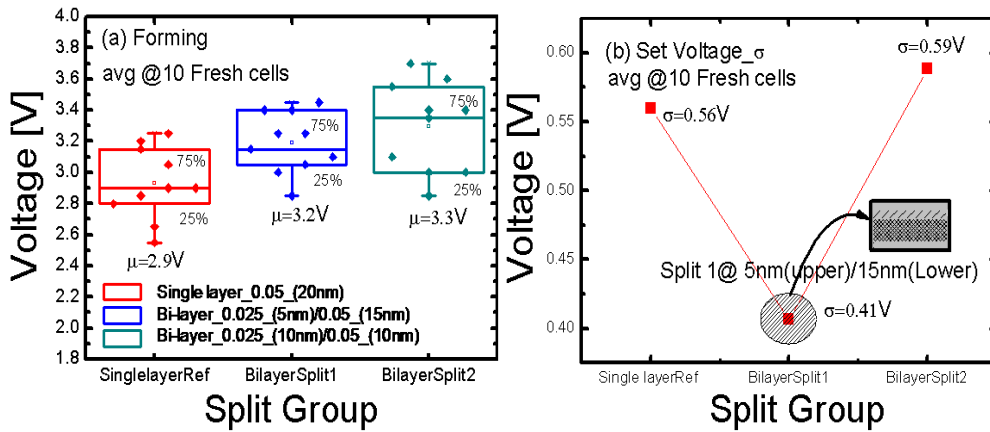 (a) Forming
avg @10 Fresh cells
Voltage [V]
4.0
3.8
3.6
3.4
3.2
3.0
2.8
2.6
2.4
2.2
2.0
1.8
75%
25%
μ=2.9V
75%
25%
μ=3.2V
75%
25%
μ=3.3V
Single layer_0.05_(20nm)
Bi-layer_0.025_(5nm)/0.05_(15nm)
Bi-layer_0.025_(10nm)/0.05_(10nm)
SinglelayerRef
BilayerSplit1
BilayerSplit2
Split Group
(b) Set Voltage_σ
avg @10 Fresh cells
Voltage [V]
0.60
0.55
0.50
0.45
0.40
σ=0.56V
σ=0.59V
Split 1@ 5nm(upper)/15nm(Lower)
σ=0.41V
Single layerRef
BilayerSplit1
BilayerSplit2
Split Group